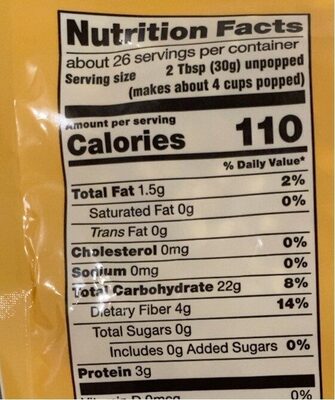 Nutrition Facts
about 26 servings per container
Serving size 2 Tbsp (30g) unpopped
(makes about 4 cups popped)
Amount per serving
Calories 110
% Daily Value*
Total Fat 1.5g 2%
Saturated Fat 0g 0%
Trans Fat 0g
Cholesterol 0mg 0%
Sodium 0mg 0%
Total Carbohydrate 22g 8%
Dietary Fiber 4g 14%
Total Sugars 0g
Includes 0g Added Sugars 0%
Protein 3g
Vitamin D 0mcg 0%